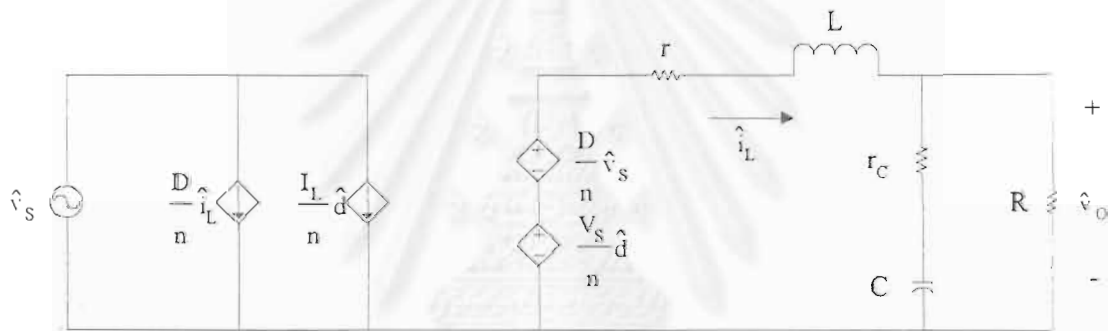 L
r
î_L
D/n v̂_S
V_S/n d̂
r_C
C
R
+
v̂_O
-
v̂_S
D/n î_L
I_L/n d̂